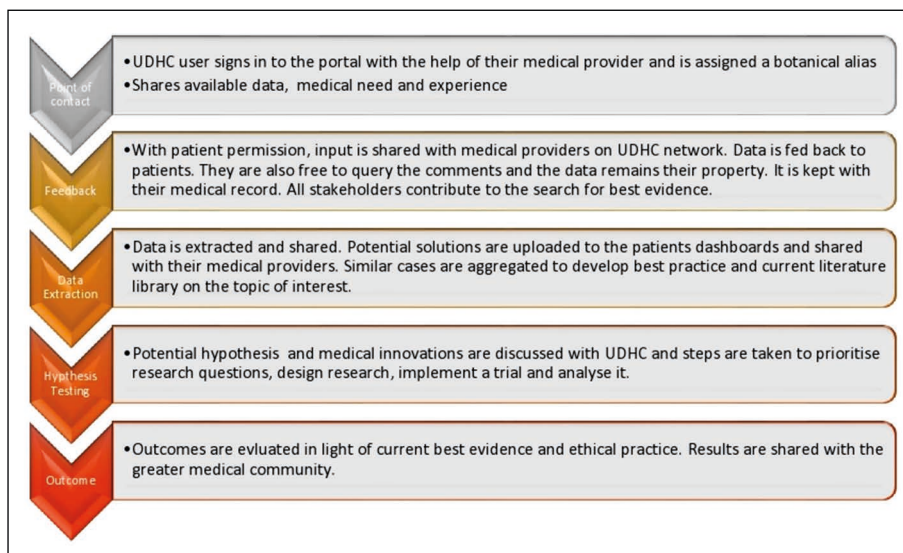 Point of
contact
•UDHC user signs in to the portal with the help of their medical provider and is assigned a botanical alias
•Shares available data, medical need and experience
Feedback
•With patient permission, input is shared with medical providers on UDHC network. Data is fed back to
patients. They are also free to query the comments and the data remains their property. It is kept with
their medical record. All stakeholders contribute to the search for best evidence.
Data
Extraction
•Data is extracted and shared. Potential solutions are uploaded to the patients dashboards and shared
with their medical providers. Similar cases are aggregated to develop best practice and current literature
library on the topic of interest.
Hypthesis
Testing
•Potential hypothesis and medical innovations are discussed with UDHC and steps are taken to prioritise
research questions, design research, implement a trial and analyse it.
Outcome
•Outcomes are evluated in light of current best evidence and ethical practice. Results are shared with the
greater medical community.